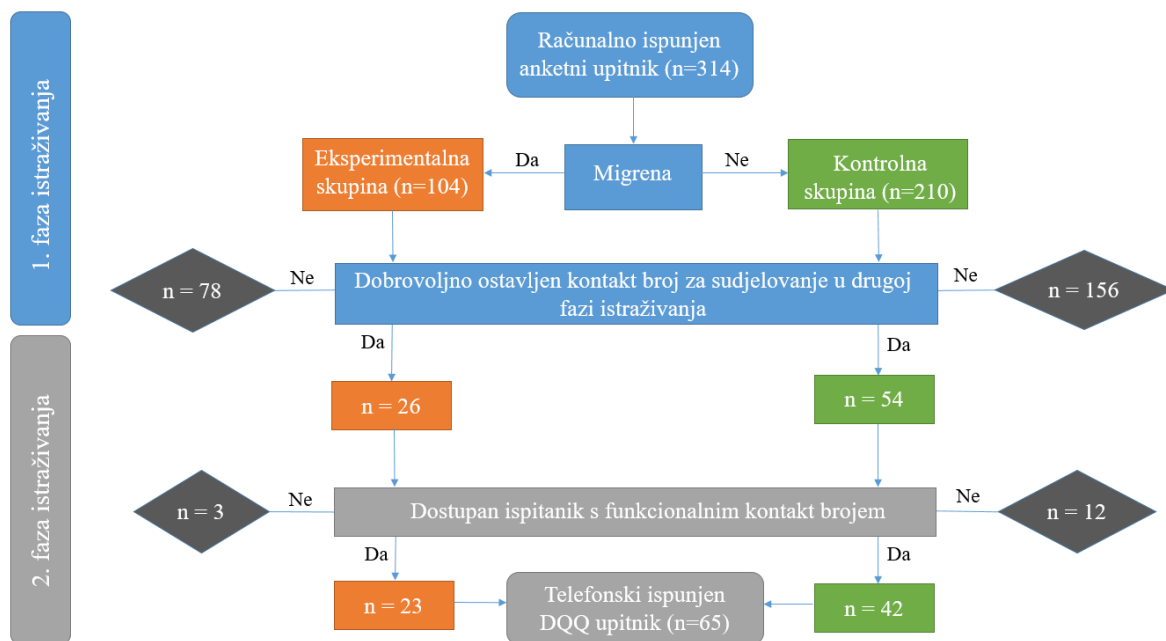 1. faza istraživanja
Računalno ispunjen
anketni upitnik (n=314)
Eksperimentalna
skupina (n=104)
Da
Migrena
Ne
Kontrolna
skupina (n=210)
n = 78
Ne
Dobrovoljno ostavljen kontakt broj za sudjelovanje u drugoj
fazi istraživanja
Ne
n = 156
2. faza istraživanja
Da
Da
n = 26
n = 54
n = 3
Ne
Dostupan ispitanik s funkcionalnim kontakt brojem
Ne
n = 12
Da
Da
n = 23
Telefonski ispunjen
DQQ upitnik (n=65)
n = 42